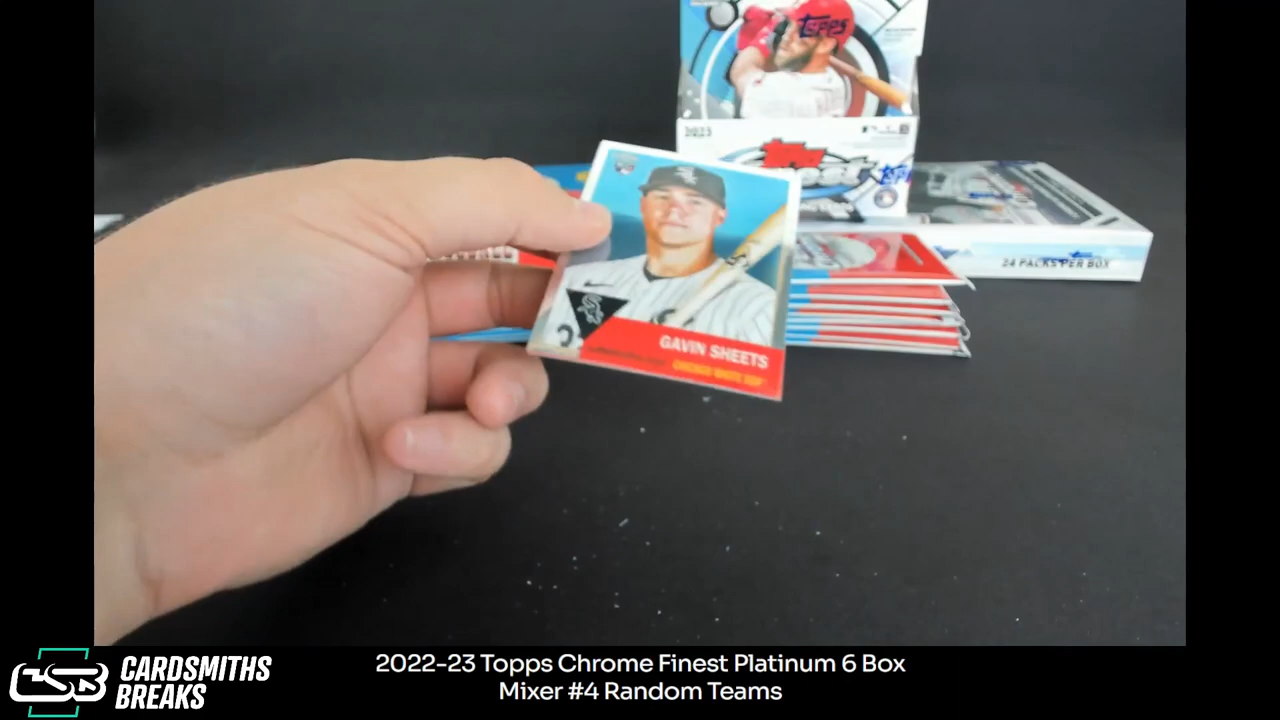 Topps
2023
GAVIN SHEETS
CHICAGO WHITE SOX
24 PACKS PER BOX
CSB CARDSMITHS
BREAKS
2022-23 Topps Chrome Finest Platinum 6 Box
Mixer #4 Random Teams